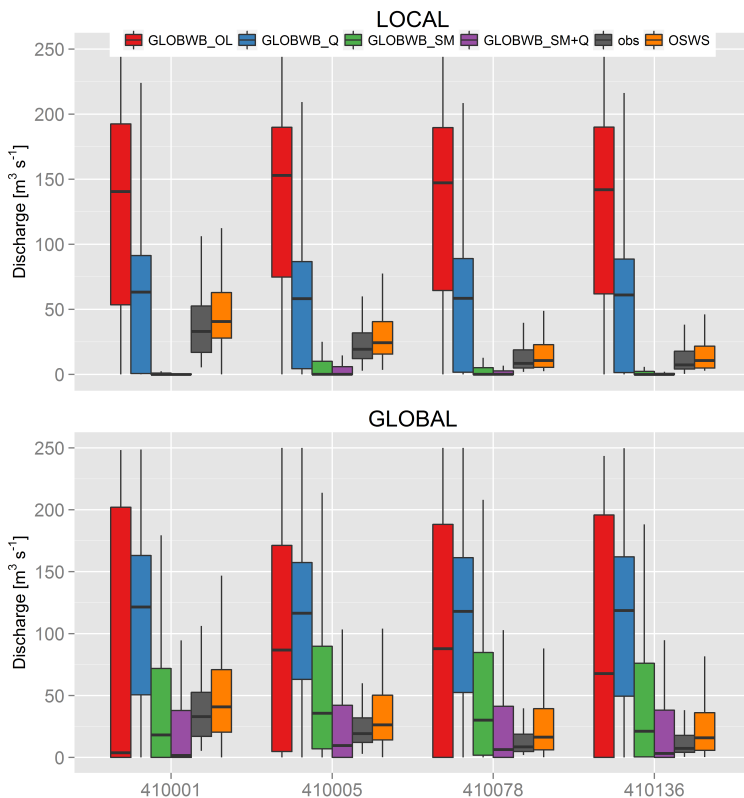 LOCAL
GLOBWB_OL GLOBWB_Q GLOBWB_SM GLOBWB_SM+Q obs OSWS
250
200
150
100
50
0
Discharge [m³ s⁻¹]
GLOBAL
250
200
150
100
50
0
Discharge [m³ s⁻¹]
410001 410005 410078 410136